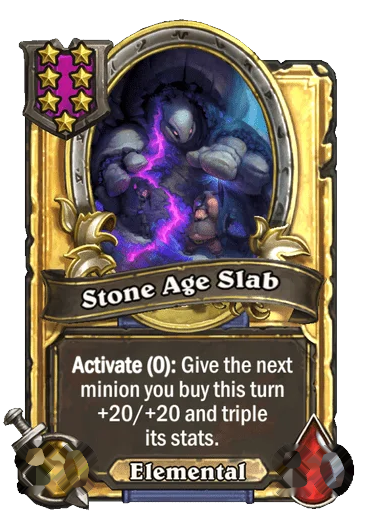 Stone Age Slab
Activate (0): Give the next
minion you buy this turn
+20/+20 and triple
its stats.
Elemental